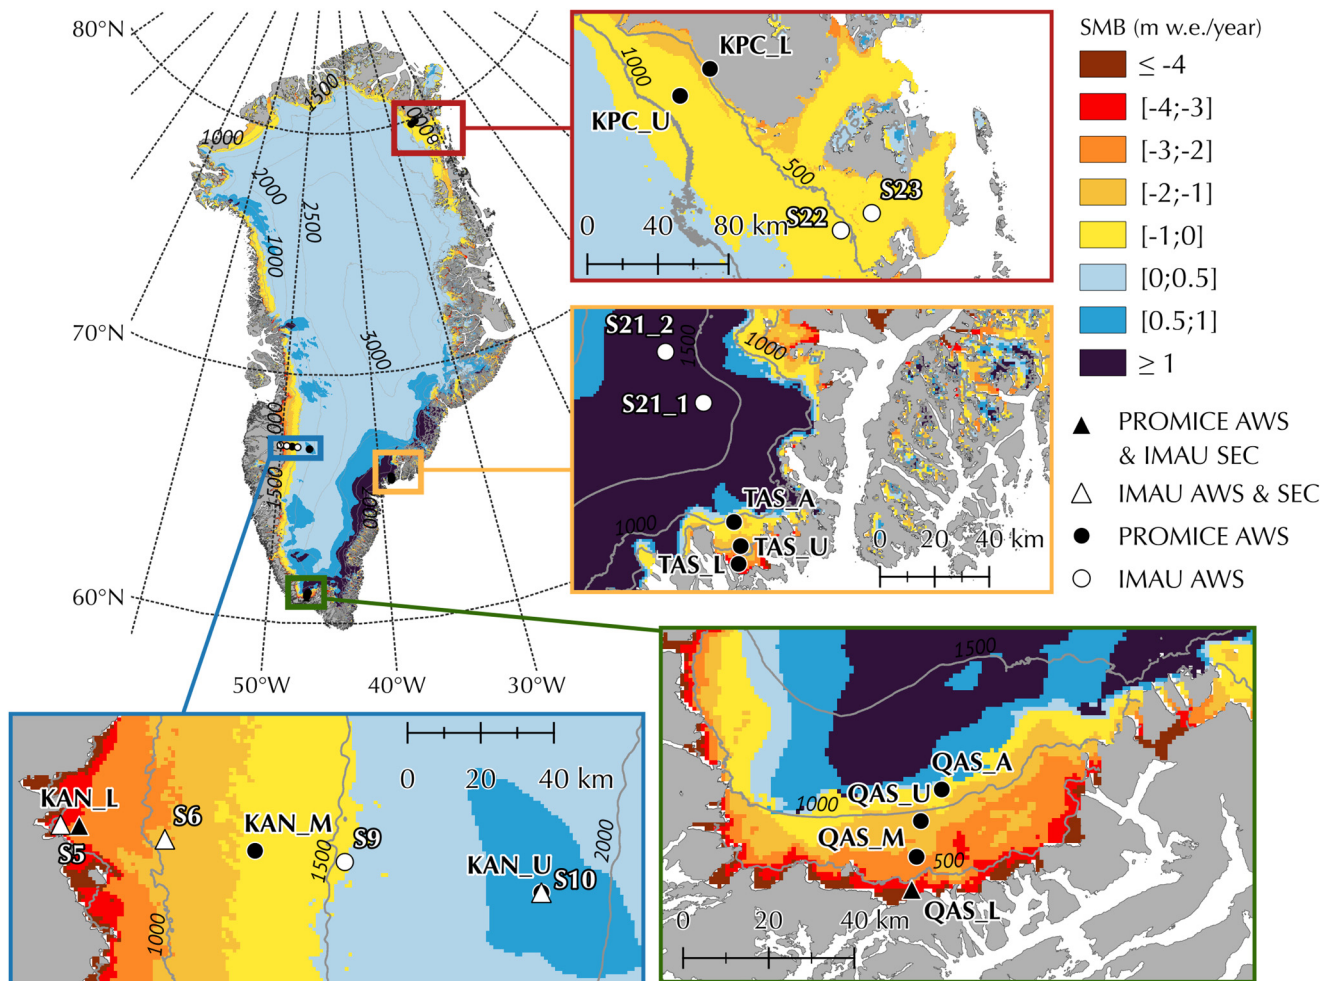 80°N
70°N
60°N
50°W
40°W
30°W
1500
1000
1000
2000
2500
1000
3000
1500
1000
KPC_L
1000
KPC_U
500
S23
S22
0 40 80 km
S21_2
1500
1000
S21_1
TAS_A
1000
TAS_U
TAS_L
0 20 40 km
SMB (m w.e./year)
≤ -4
[-4;-3]
[-3;-2]
[-2;-1]
[-1;0]
[0;0.5]
[0.5;1]
≥ 1
PROMICE AWS
& IMAU SEC
IMAU AWS & SEC
PROMICE AWS
IMAU AWS
0 20 40 km
KAN_L
S6
KAN_M
S9
S5
1500
KAN_U
S10
2000
1000
1500
QAS_A
1000
QAS_U
QAS_M
500
QAS_L
0 20 40 km